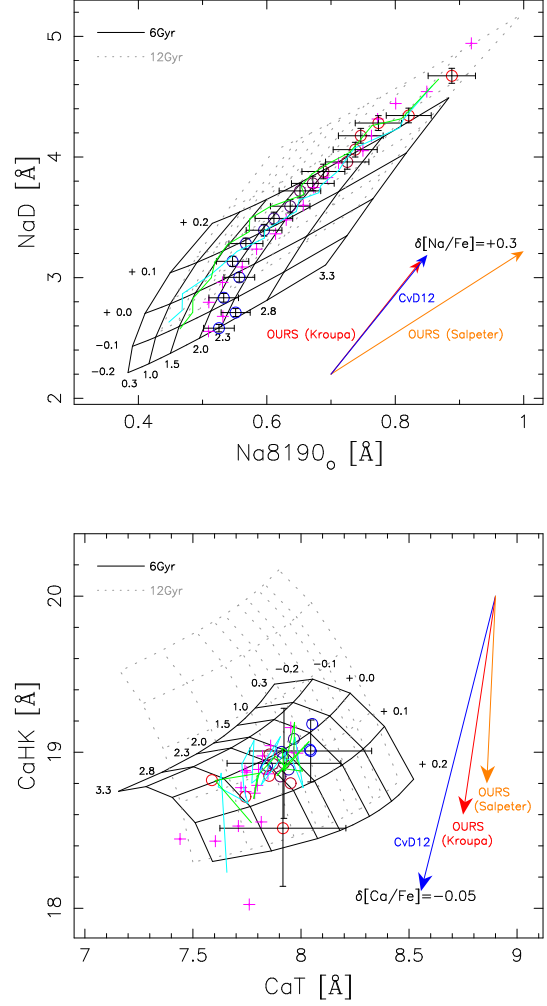 5
4
3
2
NaD [Å]
6Gyr
12Gyr
+ 0.2
+ 0.1
+ 0.0
-0.1
-0.2
0.3
1.0
1.5
2.0
2.3
2.8
3.3
δ[Na/Fe]=+0.3
CvD12
OURS (Kroupa)
OURS (Salpeter)
0.4
0.6
0.8
1
Na8190o [Å]
20
19
18
CaHK [Å]
6Gyr
12Gyr
-0.2
-0.1
+ 0.0
+ 0.1
+ 0.2
0.3
1.0
1.5
2.0
2.3
2.8
3.3
OURS
(Salpeter)
OURS
(Kroupa)
CvD12
δ[Ca/Fe]=-0.05
7
7.5
8
8.5
9
CaT [Å]